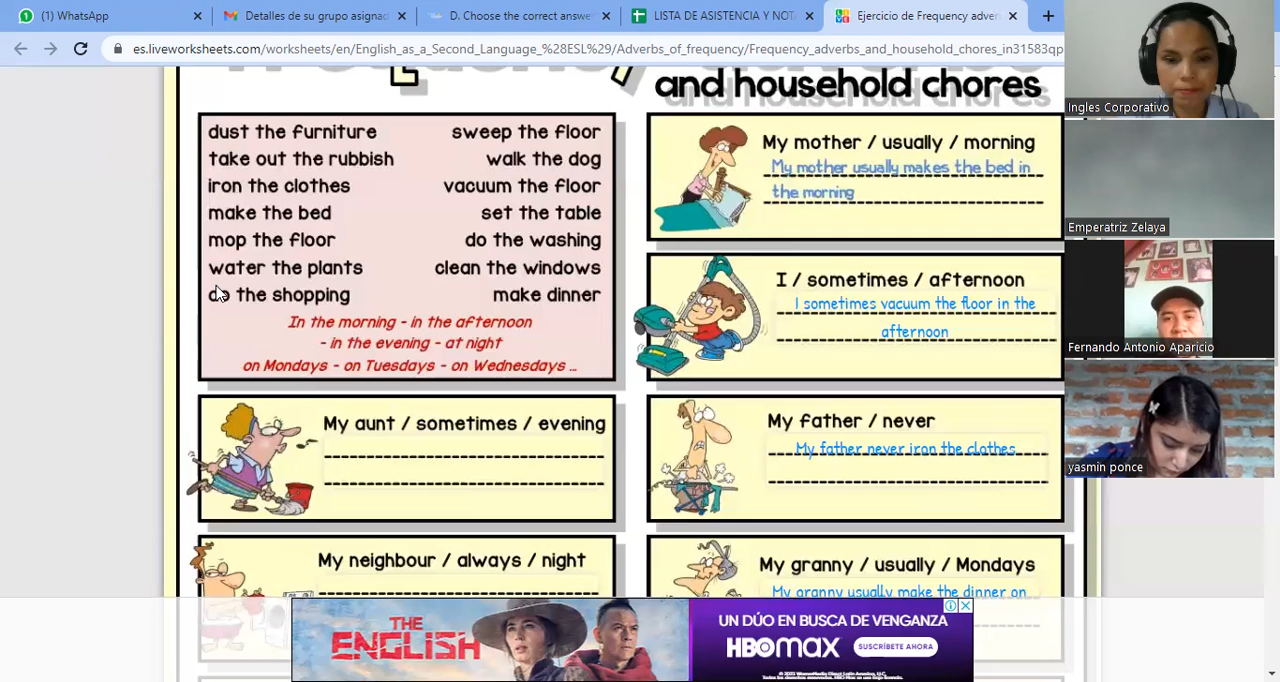 (1) WhatsApp
Detalles de su grupo asignad
D. Choose the correct answer
LISTA DE ASISTENCIA Y NOTA
Ejercicio de Frequency adver
es.liveworksheets.com/worksheets/en/English_as_a_Second_Language_%28ESL%29/Adverbs_of_frequency/Frequency_adverbs_and_household_chores_in31583qp
and household chores
dust the furniture
sweep the floor
take out the rubbish
walk the dog
iron the clothes
vacuum the floor
make the bed
set the table
mop the floor
do the washing
water the plants
clean the windows
do the shopping
make dinner
In the morning - in the afternoon
- in the evening - at night
on Mondays - on Tuesdays - on Wednesdays ...
My mother / usually / morning
My mother usually makes the bed in
the morning
I / sometimes / afternoon
I sometimes vacuum the floor in the
afternoon
My aunt / sometimes / evening
My father / never
My father never iron the clothes
My neighbour / always / night
My granny / usually / Mondays
My granny usually make the dinner on
THE
ENGLISH
UN DÚO EN BUSCA DE VENGANZA
HBOMAX
SUSCRÍBETE AHORA
Ingles Corporativo
Emperatriz Zelaya
Fernando Antonio Aparicio
yasmin ponce